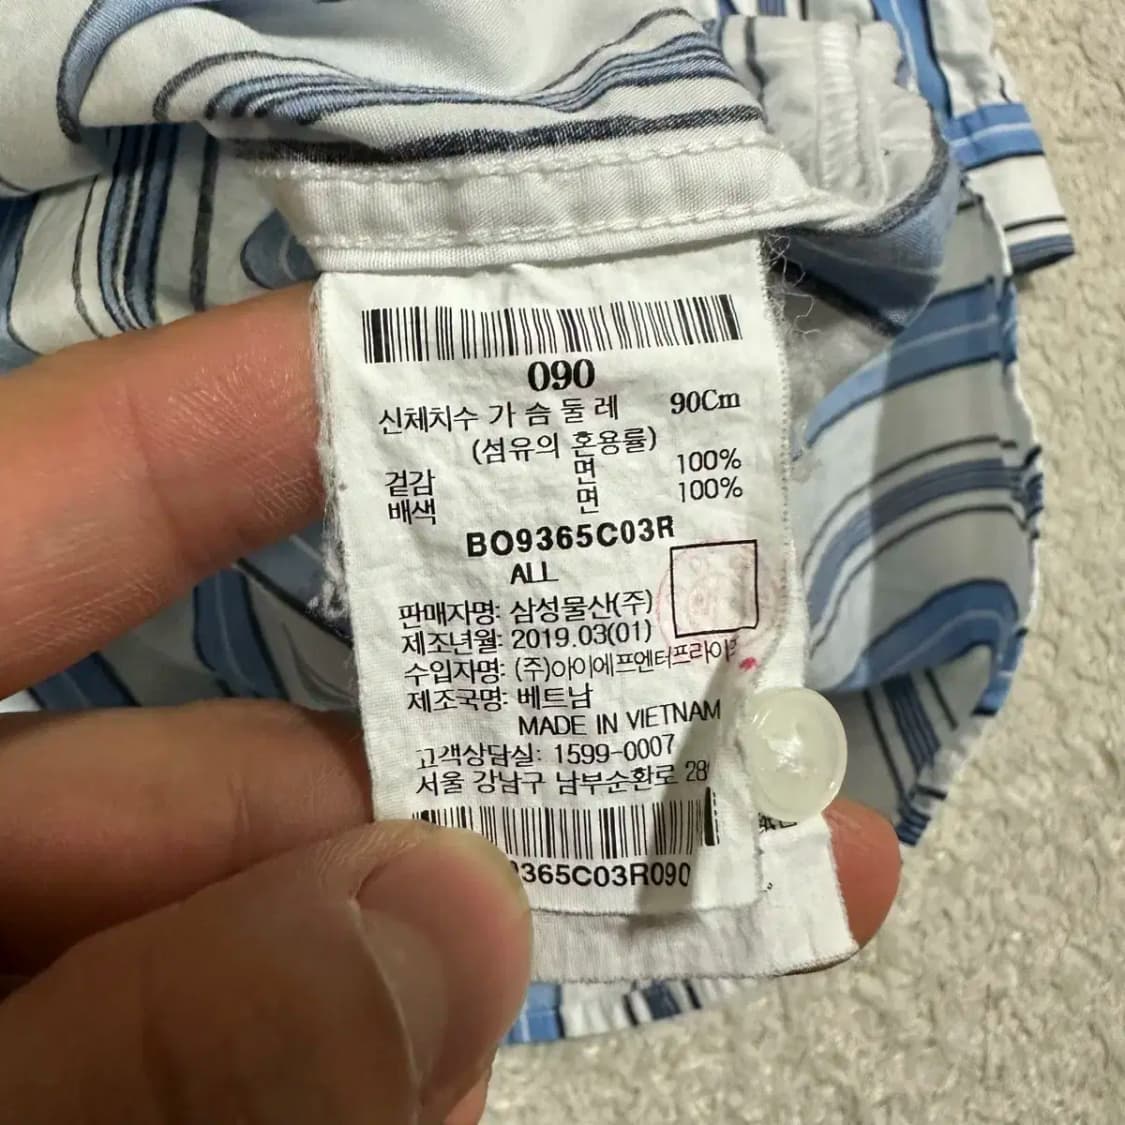 090
신체치수 가 슴 둘 레 90Cm
(섬유의 혼용률)
겉감 면 100%
배색 면 100%
BO9365C03R
ALL
판매자명: 삼성물산(주)
제조년월: 2019.03(01)
수입자명: (주)아이에프엔터프라이
제조국명: 베트남
MADE IN VIETNAM
고객상담실: 1599-0007
서울 강남구 남부순환로 28
9365C03R090